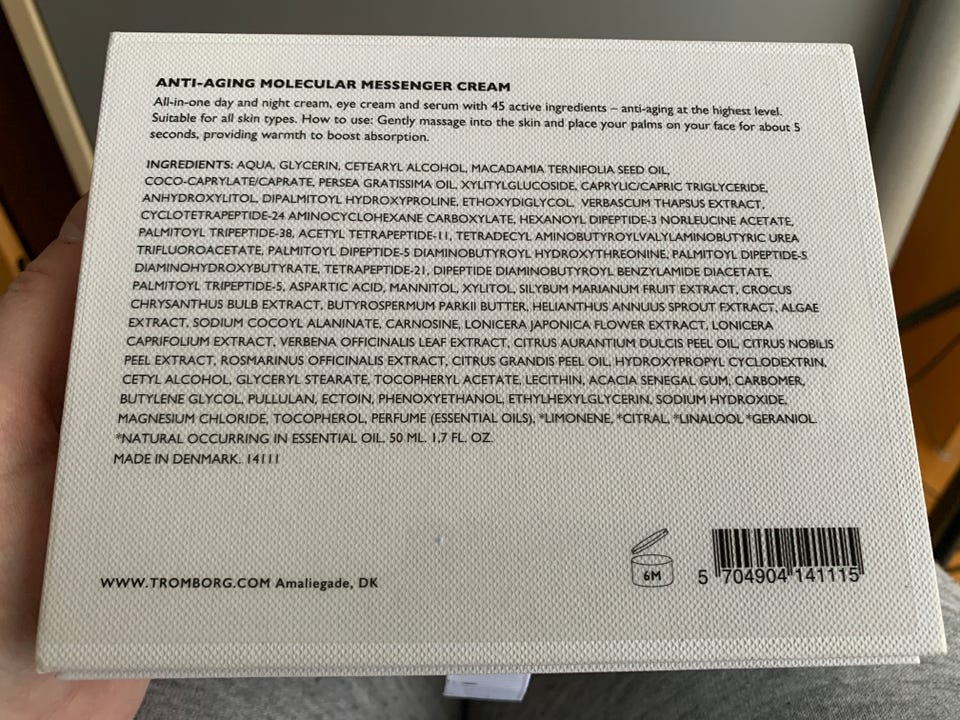 ANTI-AGING MOLECULAR MESSENGER CREAM
All-in-one day and night cream, eye cream and serum with 45 active ingredients – anti-aging at the highest level.
Suitable for all skin types. How to use: Gently massage into the skin and place your palms on your face for about 5
seconds, providing warmth to boost absorption.
INGREDIENTS: AQUA, GLYCERIN, CETEARYL ALCOHOL, MACADAMIA TERNIFOLIA SEED OIL,
COCO-CAPRYLATE/CAPRATE, PERSEA GRATISSIMA OIL, XYLITYLGLUCOSIDE, CAPRYLIC/CAPRIC TRIGLYCERIDE,
ANHYDROXYLITOL, DIPALMITOYL HYDROXYPROLINE, ETHOXYDIGLYCOL. VERBASCUM THAPSUS EXTRACT,
CYCLOTETRAPEPTIDE-24 AMINOCYCLOHEXANE CARBOXYLATE, HEXANOYL DIPEPTIDE-3 NORLEUCINE ACETATE,
PALMITOYL TRIPEPTIDE-38, ACETYL TETRAPEPTIDE-11, TETRADECYL AMINOBUTYROYLVALYLAMINOBUTYRIC UREA
TRIFLUOROACETATE, PALMITOYL DIPEPTIDE-5 DIAMINOBUTYROYL HYDROXYTHREONINE, PALMITOYL DIPEPTIDE-5
DIAMINOHYDROXYBUTYRATE, TETRAPEPTIDE-21, DIPEPTIDE DIAMINOBUTYROYL BENZYLAMIDE DIACETATE,
PALMITOYL TRIPEPTIDE-5, ASPARTIC ACID, MANNITOL, XYLITOL, SILYBUM MARIANUM FRUIT EXTRACT, CROCUS
CHRYSANTHUS BULB EXTRACT, BUTYROSPERMUM PARKII BUTTER, HELIANTHUS ANNUUS SPROUT EXTRACT, ALGAE
EXTRACT, SODIUM COCOYL ALANINATE, CARNOSINE, LONICERA JAPONICA FLOWER EXTRACT, LONICERA
CAPRIFOLIUM EXTRACT, VERBENA OFFICINALIS LEAF EXTRACT, CITRUS AURANTIUM DULCIS PEEL OIL, CITRUS NOBILIS
PEEL EXTRACT, ROSMARINUS OFFICINALIS EXTRACT, CITRUS GRANDIS PEEL OIL, HYDROXYPROPYL CYCLODEXTRIN,
CETYL ALCOHOL, GLYCERYL STEARATE, TOCOPHERYL ACETATE, LECITHIN, ACACIA SENEGAL GUM, CARBOMER,
BUTYLENE GLYCOL, PULLULAN, ECTOIN, PHENOXYETHANOL, ETHYLHEXYLGLYCERIN, SODIUM HYDROXIDE,
MAGNESIUM CHLORIDE, TOCOPHEROL, PERFUME (ESSENTIAL OILS), *LIMONENE, *CITRAL, *LINALOOL *GERANIOL.
*NATURAL OCCURRING IN ESSENTIAL OIL. 50 ML. 1,7 FL. OZ.
MADE IN DENMARK. 14111
WWW.TROMBORG.COM Amaliegade, DK
6M
5 704904 141115